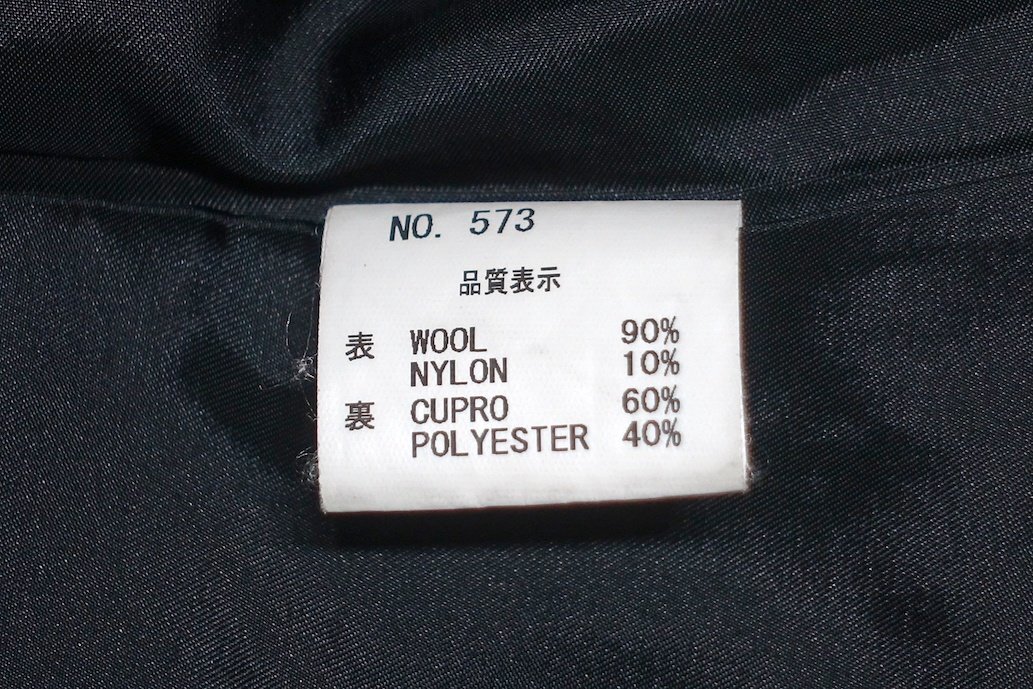 NO. 573
品質表示
表 WOOL 90%
NYLON 10%
裏 CUPRO 60%
POLYESTER 40%